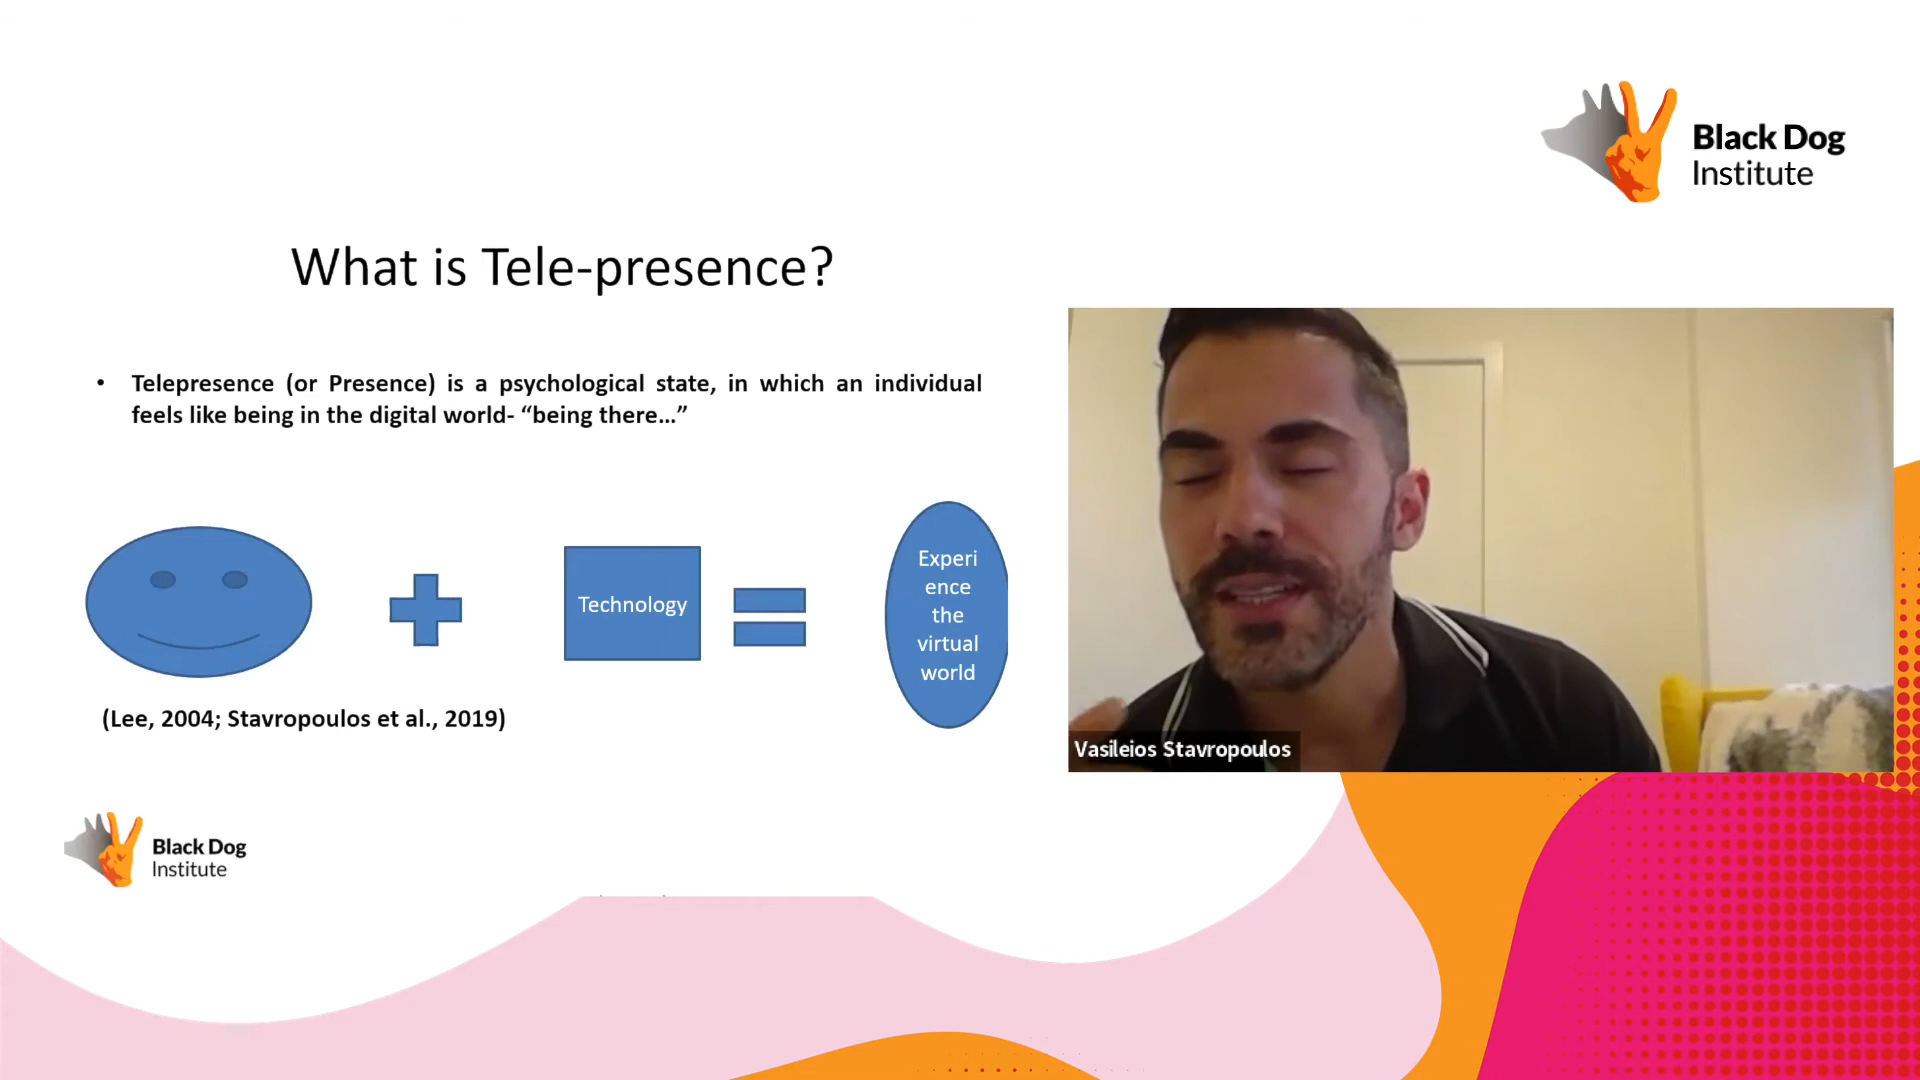 Black Dog
Institute
What is Tele-presence?
• Telepresence (or Presence) is a psychological state, in which an individual
feels like being in the digital world- “being there…”
Technology
Experi
ence
the
virtual
world
(Lee, 2004; Stavropoulos et al., 2019)
Vasileios Stavropoulos
Black Dog
Institute